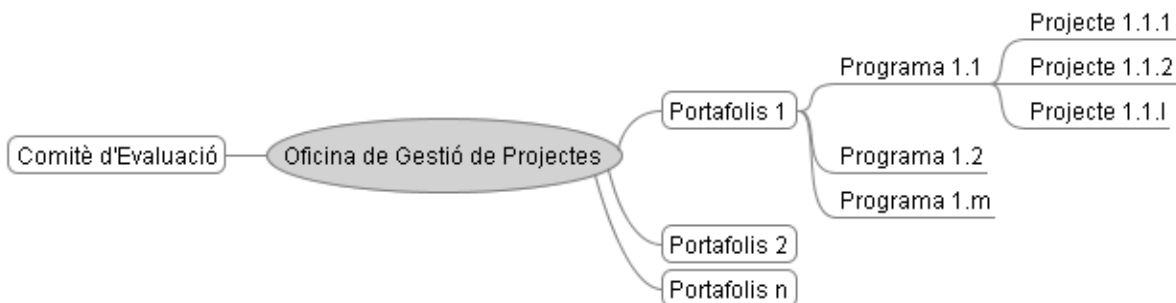 Comitè d'Evaluació
Oficina de Gestió de Projectes
Portafolis 1
Programa 1.1
Projecte 1.1.1
Projecte 1.1.2
Projecte 1.1.l
Programa 1.2
Programa 1.m
Portafolis 2
Portafolis n